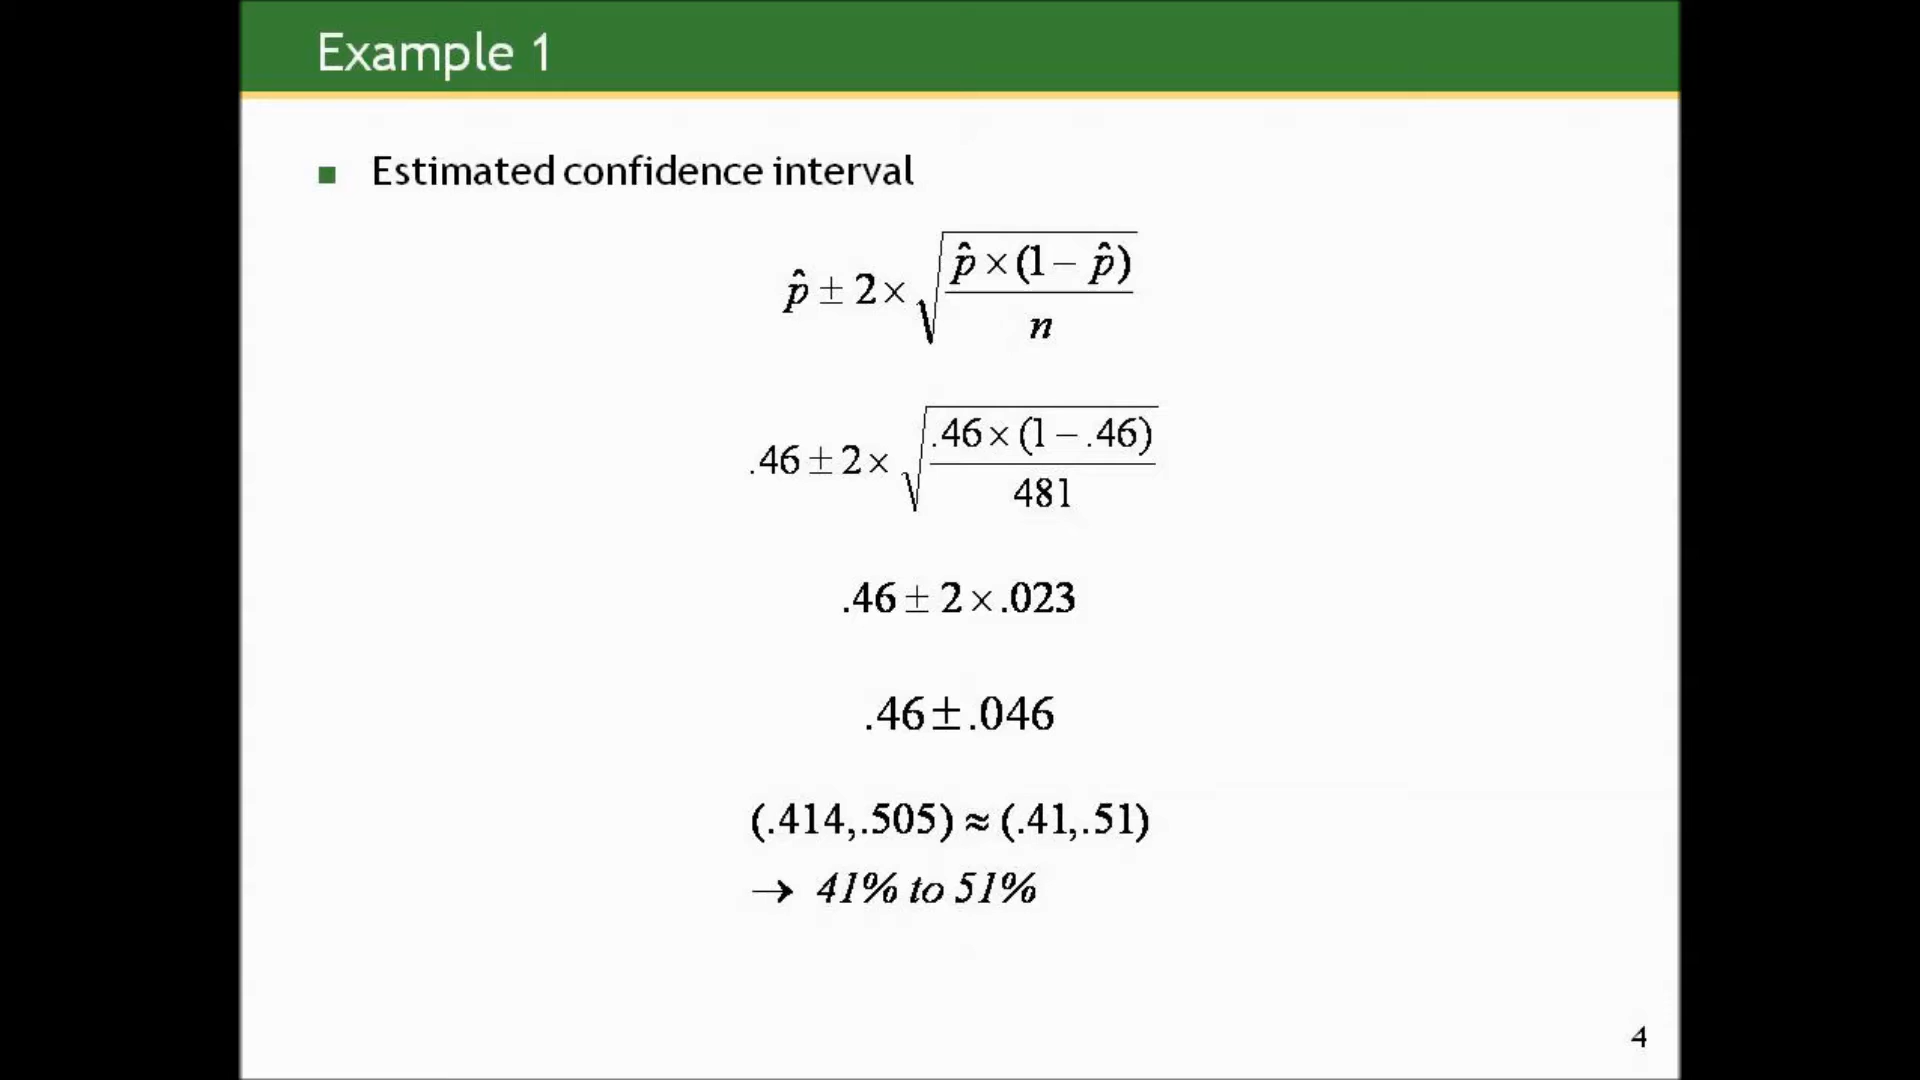 Example 1
Estimated confidence interval
p̂ ± 2 × √(p̂ × (1 − p̂) / n)
.46 ± 2 × √(.46 × (1 − .46) / 481)
.46 ± 2 × .023
.46 ± .046
(.414, .505) ≈ (.41, .51)
→ 41% to 51%
4